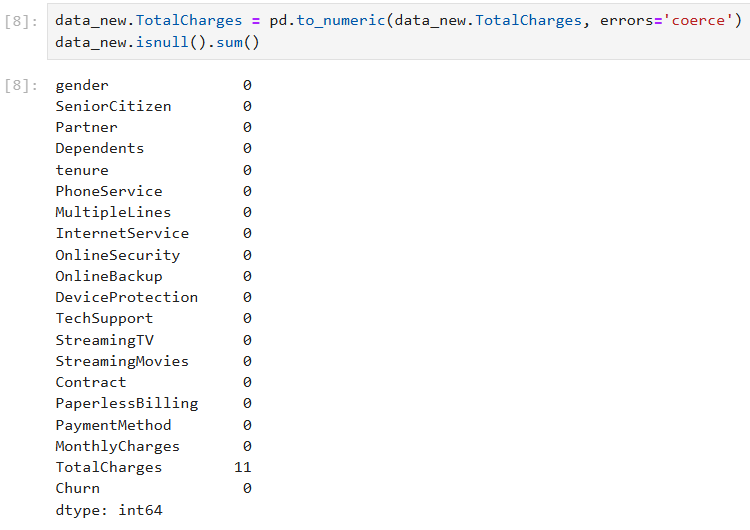 [8]: data_new.TotalCharges = pd.to_numeric(data_new.TotalCharges, errors='coerce')
data_new.isnull().sum()
[8]: gender 0
SeniorCitizen 0
Partner 0
Dependents 0
tenure 0
PhoneService 0
MultipleLines 0
InternetService 0
OnlineSecurity 0
OnlineBackup 0
DeviceProtection 0
TechSupport 0
StreamingTV 0
StreamingMovies 0
Contract 0
PaperlessBilling 0
PaymentMethod 0
MonthlyCharges 0
TotalCharges 11
Churn 0
dtype: int64